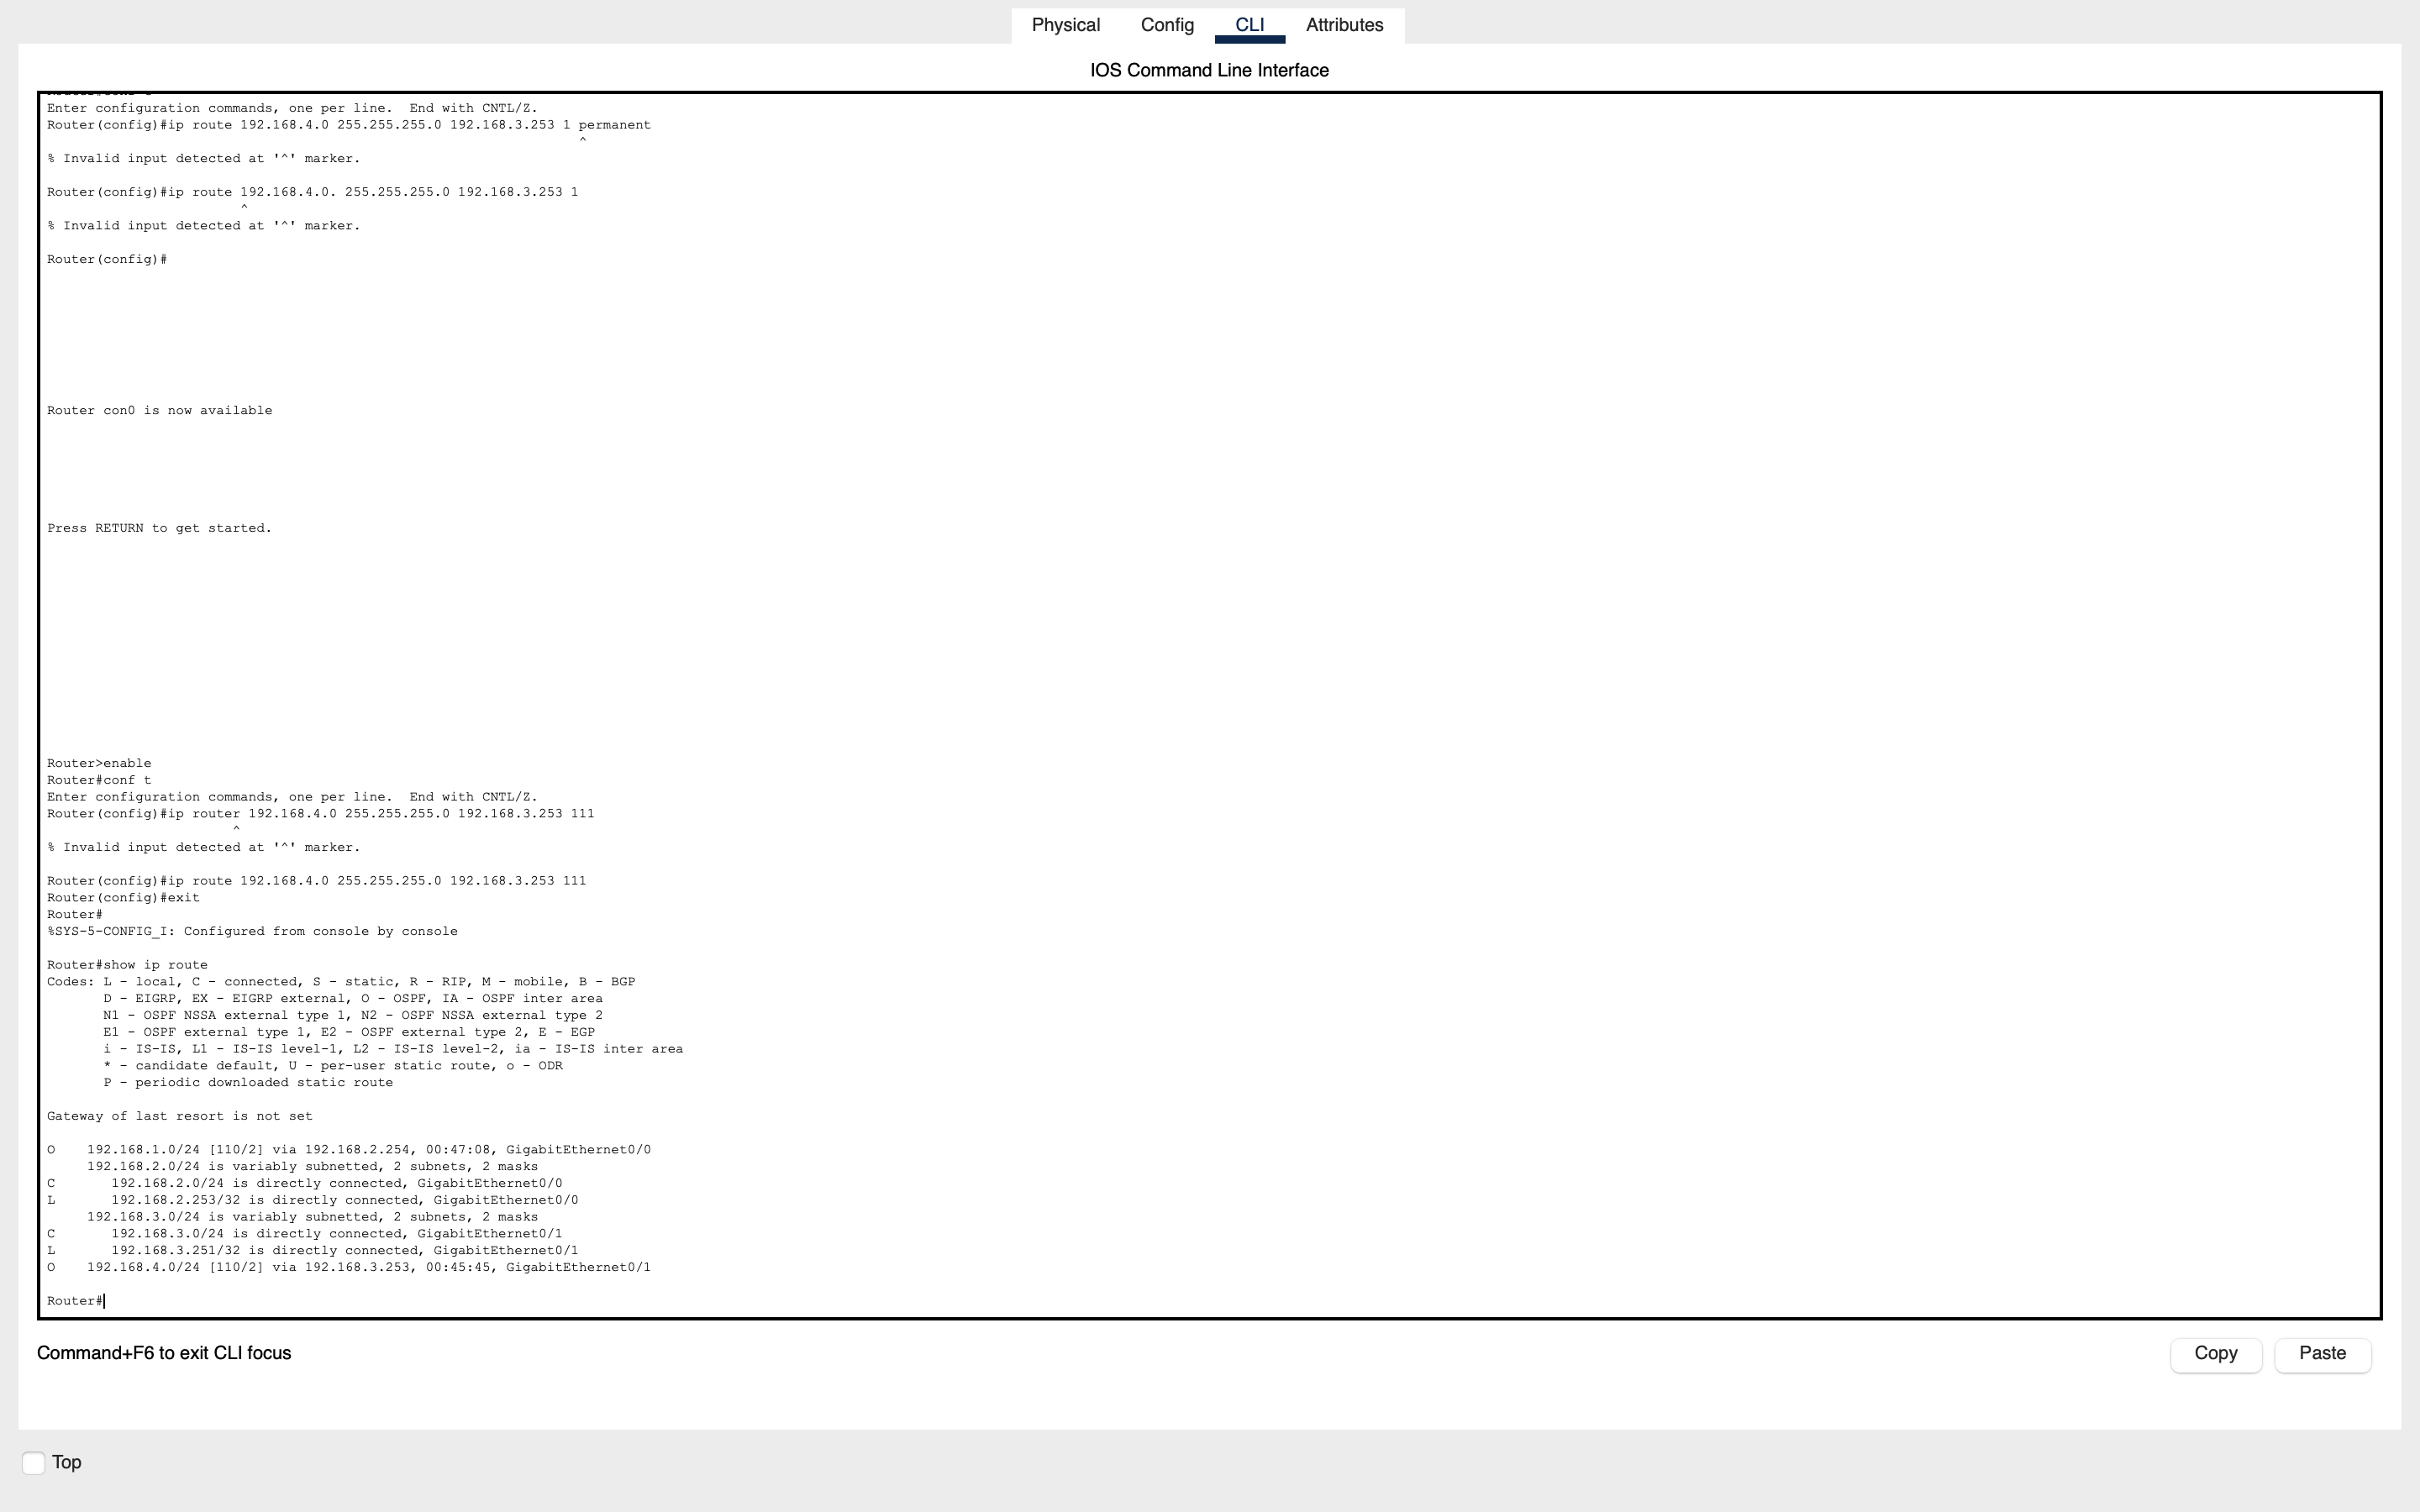 Physical Config CLI Attributes
IOS Command Line Interface
Enter configuration commands, one per line.  End with CNTL/Z.
Router(config)#ip route 192.168.4.0 255.255.255.0 192.168.3.253 1 permanent
^
% Invalid input detected at '^' marker.
Router(config)#ip route 192.168.4.0. 255.255.255.0 192.168.3.253 1
^
% Invalid input detected at '^' marker.
Router(config)#
Router con0 is now available
Press RETURN to get started.
Router>enable
Router#conf t
Enter configuration commands, one per line.  End with CNTL/Z.
Router(config)#ip router 192.168.4.0 255.255.255.0 192.168.3.253 111
^
% Invalid input detected at '^' marker.
Router(config)#ip route 192.168.4.0 255.255.255.0 192.168.3.253 111
Router(config)#exit
Router#
%SYS-5-CONFIG_I: Configured from console by console
Router#show ip route
Codes: L - local, C - connected, S - static, R - RIP, M - mobile, B - BGP
D - EIGRP, EX - EIGRP external, O - OSPF, IA - OSPF inter area
N1 - OSPF NSSA external type 1, N2 - OSPF NSSA external type 2
E1 - OSPF external type 1, E2 - OSPF external type 2, E - EGP
i - IS-IS, L1 - IS-IS level-1, L2 - IS-IS level-2, ia - IS-IS inter area
* - candidate default, U - per-user static route, o - ODR
P - periodic downloaded static route
Gateway of last resort is not set
O    192.168.1.0/24 [110/2] via 192.168.2.254, 00:47:08, GigabitEthernet0/0
192.168.2.0/24 is variably subnetted, 2 subnets, 2 masks
C       192.168.2.0/24 is directly connected, GigabitEthernet0/0
L       192.168.2.253/32 is directly connected, GigabitEthernet0/0
192.168.3.0/24 is variably subnetted, 2 subnets, 2 masks
C       192.168.3.0/24 is directly connected, GigabitEthernet0/1
L       192.168.3.251/32 is directly connected, GigabitEthernet0/1
O    192.168.4.0/24 [110/2] via 192.168.3.253, 00:45:45, GigabitEthernet0/1
Router#
Command+F6 to exit CLI focus
Copy Paste
Top